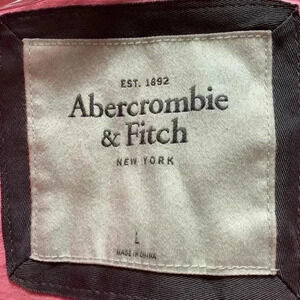 EST. 1892
Abercrombie
& Fitch
NEW YORK
L
MADE IN CHINA